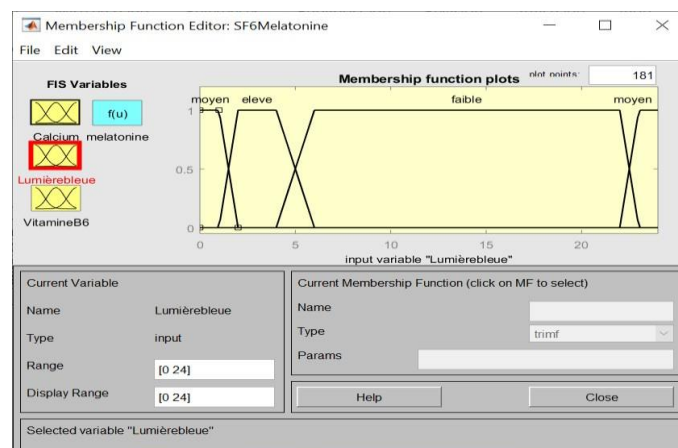 Membership Function Editor: SF6Melatonine
File Edit View
FIS Variables
f(u)
Calcium melatonine
Lumièrebleue
VitamineB6
Membership function plots plot points: 181
moyen eleve faible moyen
1
0.5
0
0 5 10 15 20
input variable "Lumièrebleue"
Current Variable
Name Lumièrebleue
Type input
Range [0 24]
Display Range [0 24]
Current Membership Function (click on MF to select)
Name
Type trimf
Params
Help Close
Selected variable "Lumièrebleue"